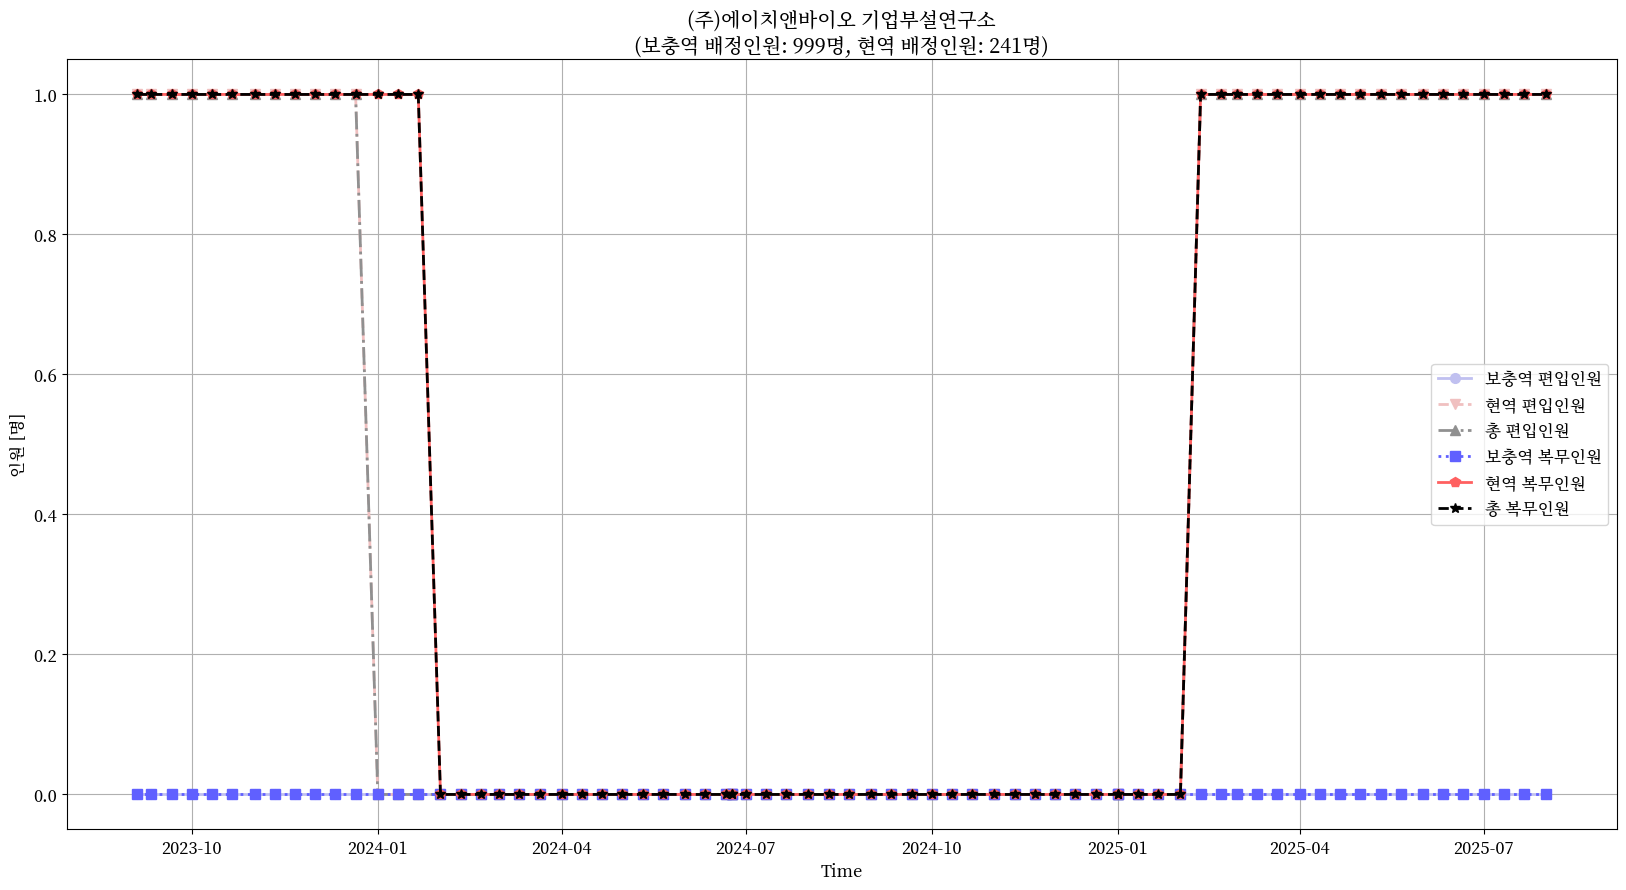 (주)에이치앤바이오 기업부설연구소
(보충역 배정인원: 999명, 현역 배정인원: 241명)
1.0
0.8
0.6
0.4
0.2
0.0
인원 [명]
보충역 편입인원
현역 편입인원
총 편입인원
보충역 복무인원
현역 복무인원
총 복무인원
2023-10
2024-01
2024-04
2024-07
2024-10
2025-01
2025-04
2025-07
Time